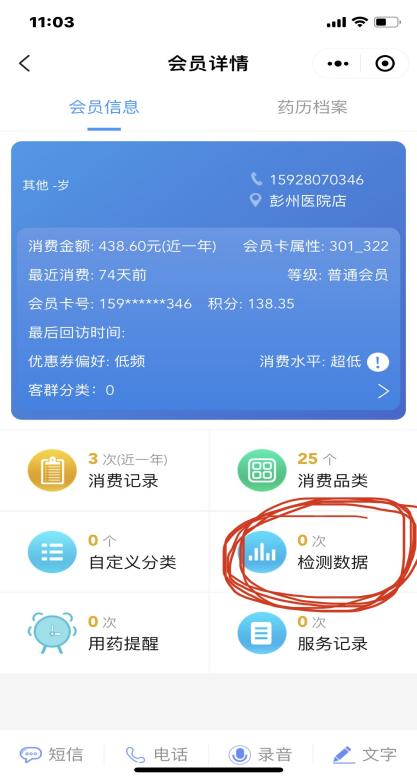 11:03
会员详情
会员信息 药历档案
其他 -岁
15928070346
彭州医院店
消费金额: 438.60元(近一年) 会员卡属性: 301_322
最近消费: 74天前 等级: 普通会员
会员卡号: 159******346 积分: 138.35
最后回访时间:
优惠券偏好: 低频 消费水平: 超低 !
客群分类: 0
3 次(近一年) 25 个
消费记录 消费品类
0 个 0 次
自定义分类 检测数据
0 次 0 次
用药提醒 服务记录
短信 电话 录音 文字